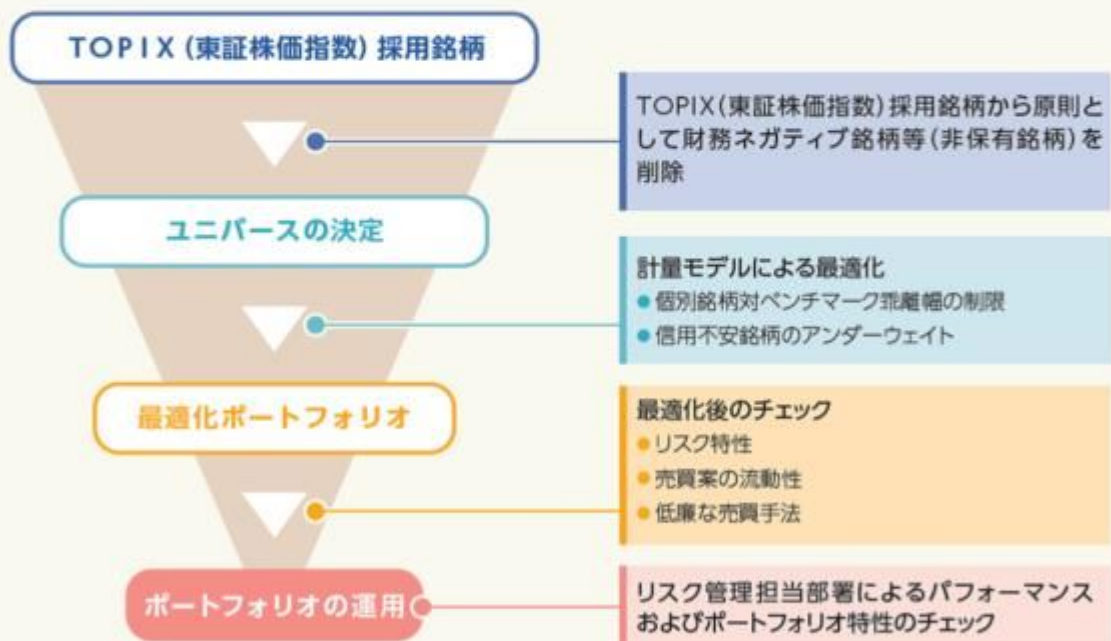 TOPIX (東証株価指数) 採用銘柄
TOPIX(東証株価指数)採用銘柄から原則と
して財務ネガティブ銘柄等(非保有銘柄)を
削除
ユニバースの決定
計量モデルによる最適化
●個別銘柄対ベンチマーク乖離幅の制限
●信用不安銘柄のアンダーウェイト
最適化ポートフォリオ
最適化後のチェック
●リスク特性
●売買案の流動性
●低廉な売買手法
ポートフォリオの運用
リスク管理担当部署によるパフォーマンス
およびポートフォリオ特性のチェック